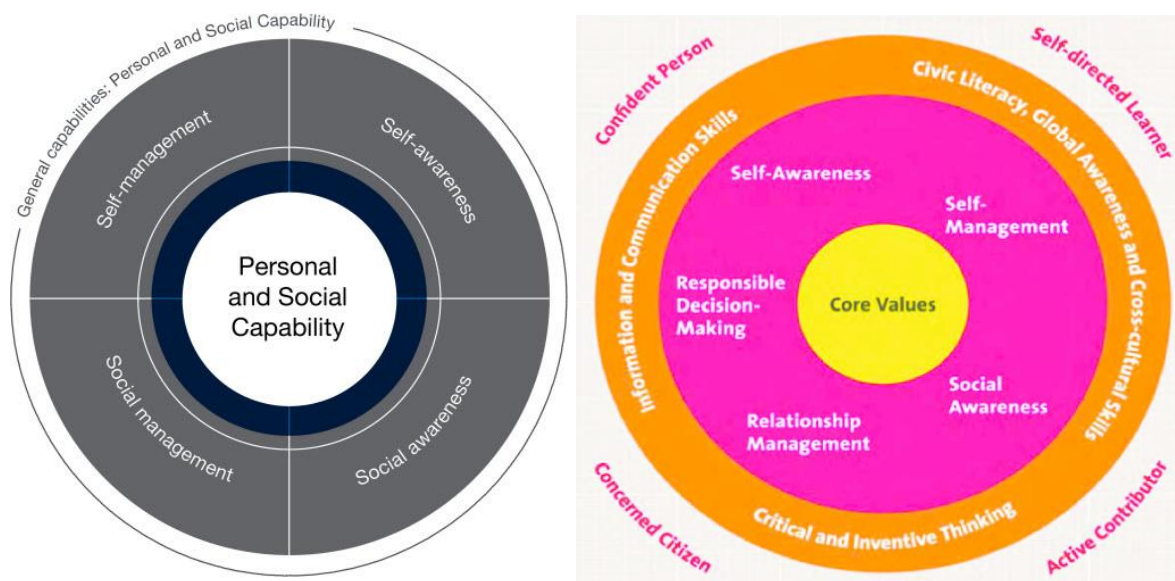 General capabilities: Personal and Social Capability
Self-management
Self-awareness
Personal
and Social
Capability
Social management
Social awareness
Confident Person
Self-directed Learner
Information and Communication Skills
Civic Literacy, Global Awareness and Cross-cultural Skills
Self-Awareness
Self-
Management
Responsible
Decision-
Making
Core Values
Social
Awareness
Relationship
Management
Critical and Inventive Thinking
Concerned Citizen
Active Contributor